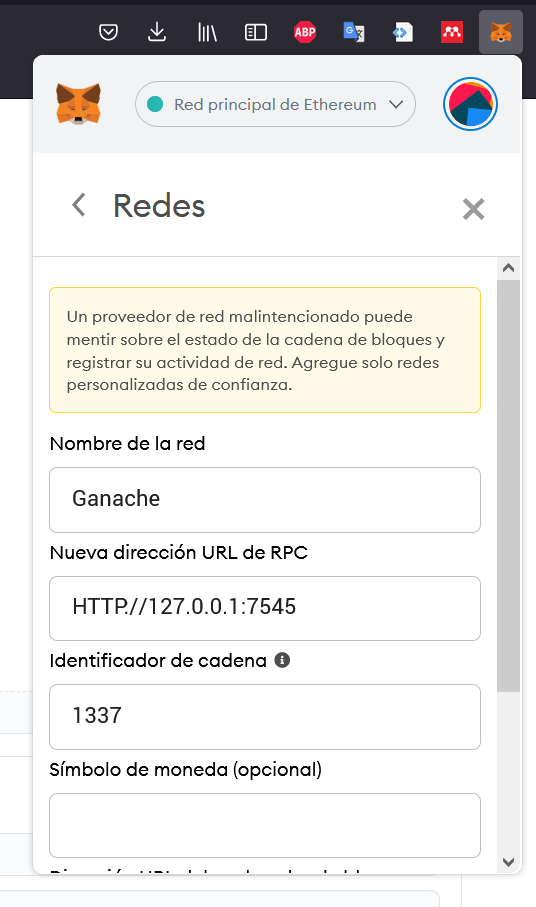 ABP
G
Red principal de Ethereum
Redes
Un proveedor de red malintencionado puede
mentir sobre el estado de la cadena de bloques y
registrar su actividad de red. Agregue solo redes
personalizadas de confianza.
Nombre de la red
Ganache
Nueva dirección URL de RPC
HTTP://127.0.0.1:7545
Identificador de cadena
1337
Símbolo de moneda (opcional)